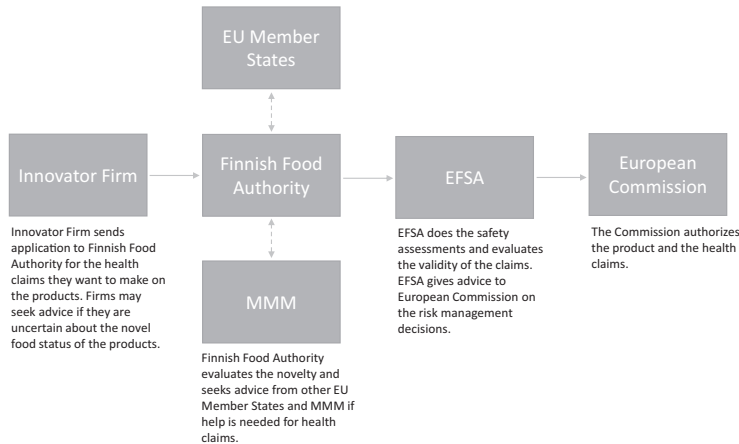 EU Member
States
Innovator Firm
Finnish Food
Authority
EFSA
European
Commission
Innovator Firm sends
application to Finnish Food
Authority for the health
claims they want to make on
the products. Firms may
seek advice if they are
uncertain about the novel
food status of the products.
MMM
Finnish Food Authority
evaluates the novelty and
seeks advice from other EU
Member States and MMM if
help is needed for health
claims.
EFSA does the safety
assessments and evaluates
the validity of the claims.
EFSA gives advice to
European Commission on
the risk management
decisions.
The Commission authorizes
the product and the health
claims.